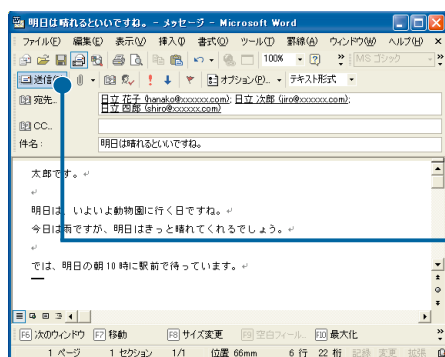 明日は晴れるといいですね。 - メッセージ - Microsoft Word
ファイル(F) 編集(E) 表示(V) 挿入(I) 書式(O) ツール(T) 罫線(A) ウィンドウ(W) ヘルプ(H) ×
100% MS ゴシック
送信(S) オプション(P)... テキスト形式
宛先... 日立 花子 (hanako@xxxxxx.com); 日立 次郎 (jiro@xxxxxx.com);
日立 四郎 (shiro@xxxxxx.com)
CC...
件名: 明日は晴れるといいですね。
太郎です。
明日は、いよいよ動物園に行く日ですね。
今日は雨ですが、明日はきっと晴れてくれるでしょう。
では、明日の朝10時に駅前で待っています。
F6 次のウィンドウ F7 移動 F8 サイズ変更 F9 空白フィール... F10 最大化
1 ページ 1 セクション 1/1 位置 66mm 6 行 22 桁 記録 変更 拡張